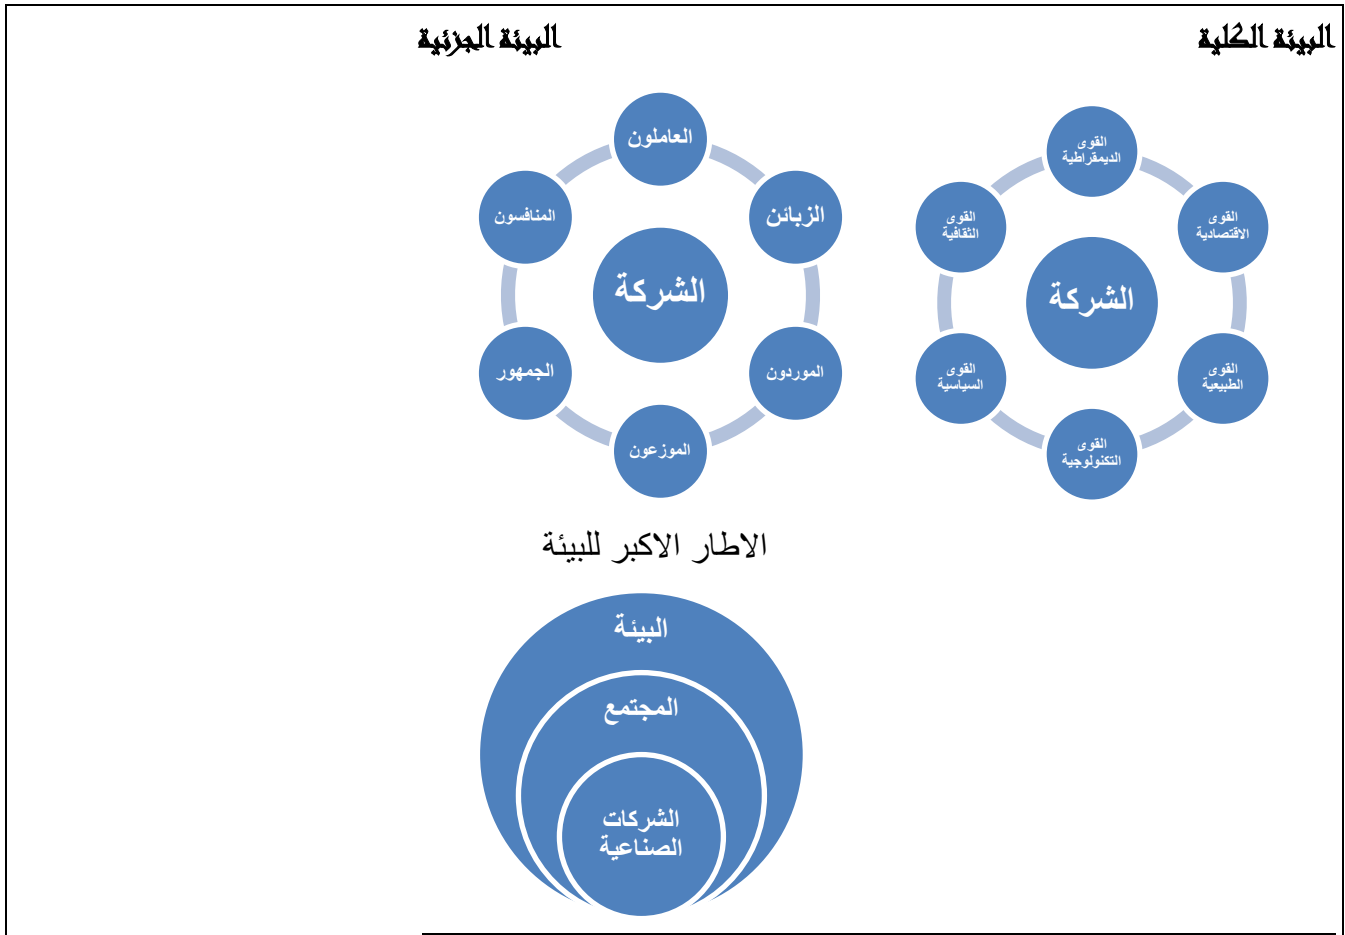 البيئة الكلية
البيئة الجزئية
القوى
الديمقراطية
القوى
الاقتصادية
القوى
الطبيعية
القوى
التكنولوجية
القوى
السياسية
القوى
الثقافية
الشركة
العاملون
الزبائن
الموردون
الموزعون
الجمهور
المنافسون
الشركة
الاطار الاكبر للبيئة
البيئة
المجتمع
الشركات
الصناعية